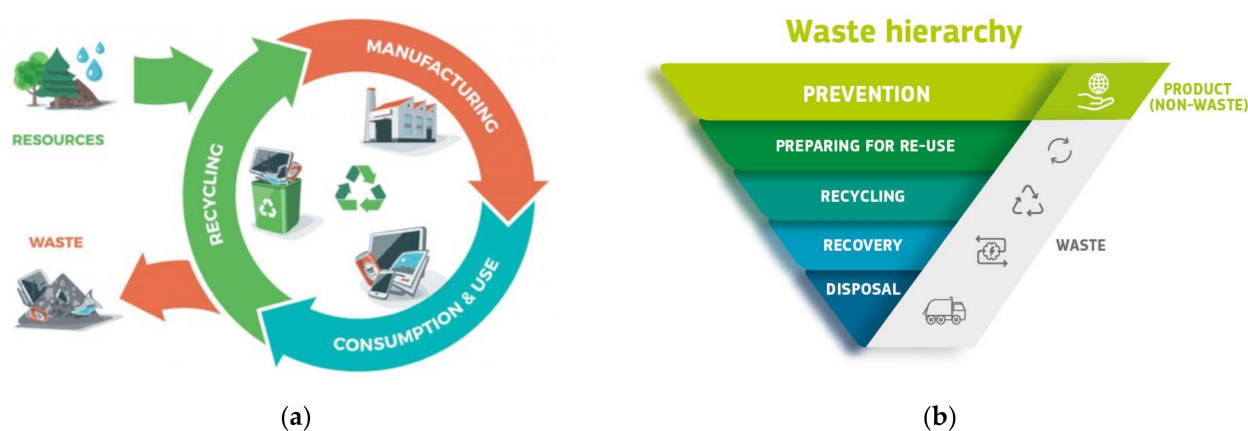 RESOURCES
WASTE
RECYCLING
MANUFACTURING
CONSUMPTION & USE
(a)
Waste hierarchy
PREVENTION
PREPARING FOR RE-USE
RECYCLING
RECOVERY
DISPOSAL
PRODUCT
(NON-WASTE)
WASTE
(b)